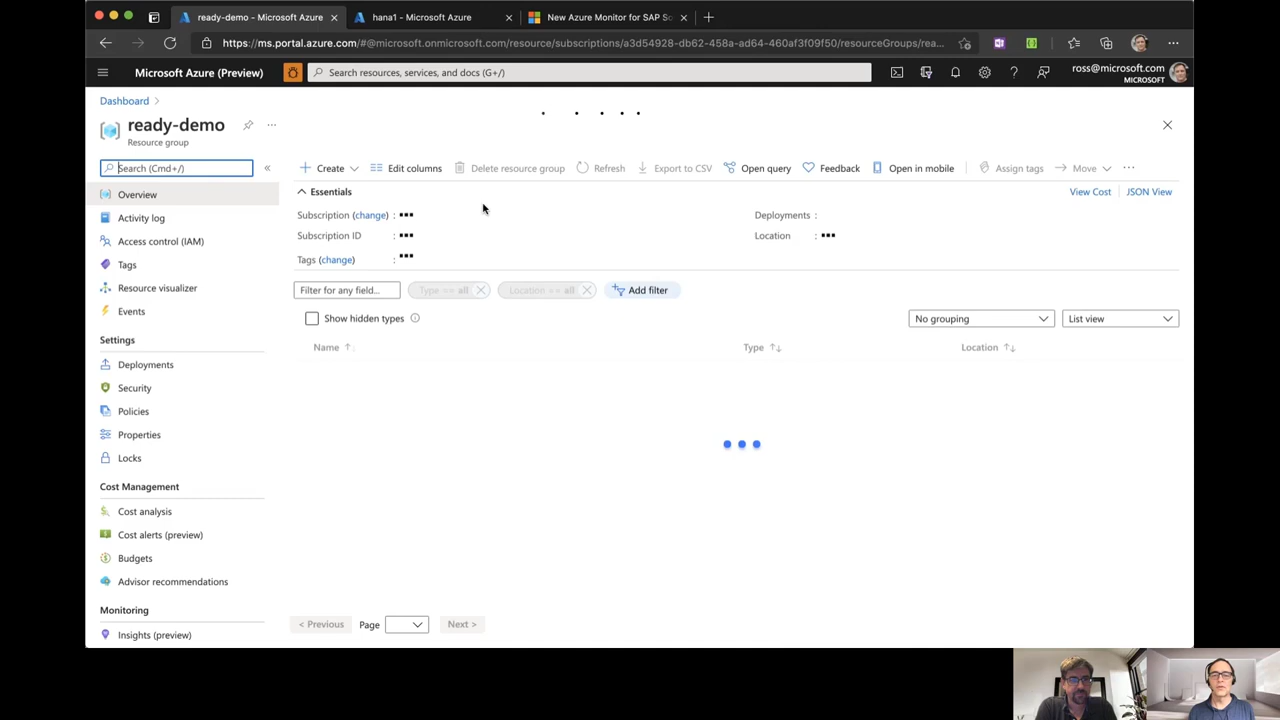 ready-demo - Microsoft Azure
hana1 - Microsoft Azure
New Azure Monitor for SAP So
https://ms.portal.azure.com/#@microsoft.onmicrosoft.com/resource/subscriptions/a3d54928-db62-458a-ad64-460af3f09f50/resourceGroups/rea...
Microsoft Azure (Preview)
Search resources, services, and docs (G+/)
ross@microsoft.com
MICROSOFT
Dashboard >
ready-demo
Resource group
Search (Cmd+/)
Create
Edit columns
Delete resource group
Refresh
Export to CSV
Open query
Feedback
Open in mobile
Assign tags
Move
Overview
Activity log
Access control (IAM)
Tags
Resource visualizer
Events
Settings
Deployments
Security
Policies
Properties
Locks
Cost Management
Cost analysis
Cost alerts (preview)
Budgets
Advisor recommendations
Monitoring
Insights (preview)
Essentials
View Cost
JSON View
Subscription (change) :
Deployments :
Subscription ID :
Location :
Tags (change) :
Filter for any field...
Type == all
Location == all
Add filter
Show hidden types
No grouping
List view
Name
Type
Location
< Previous
Page
Next >